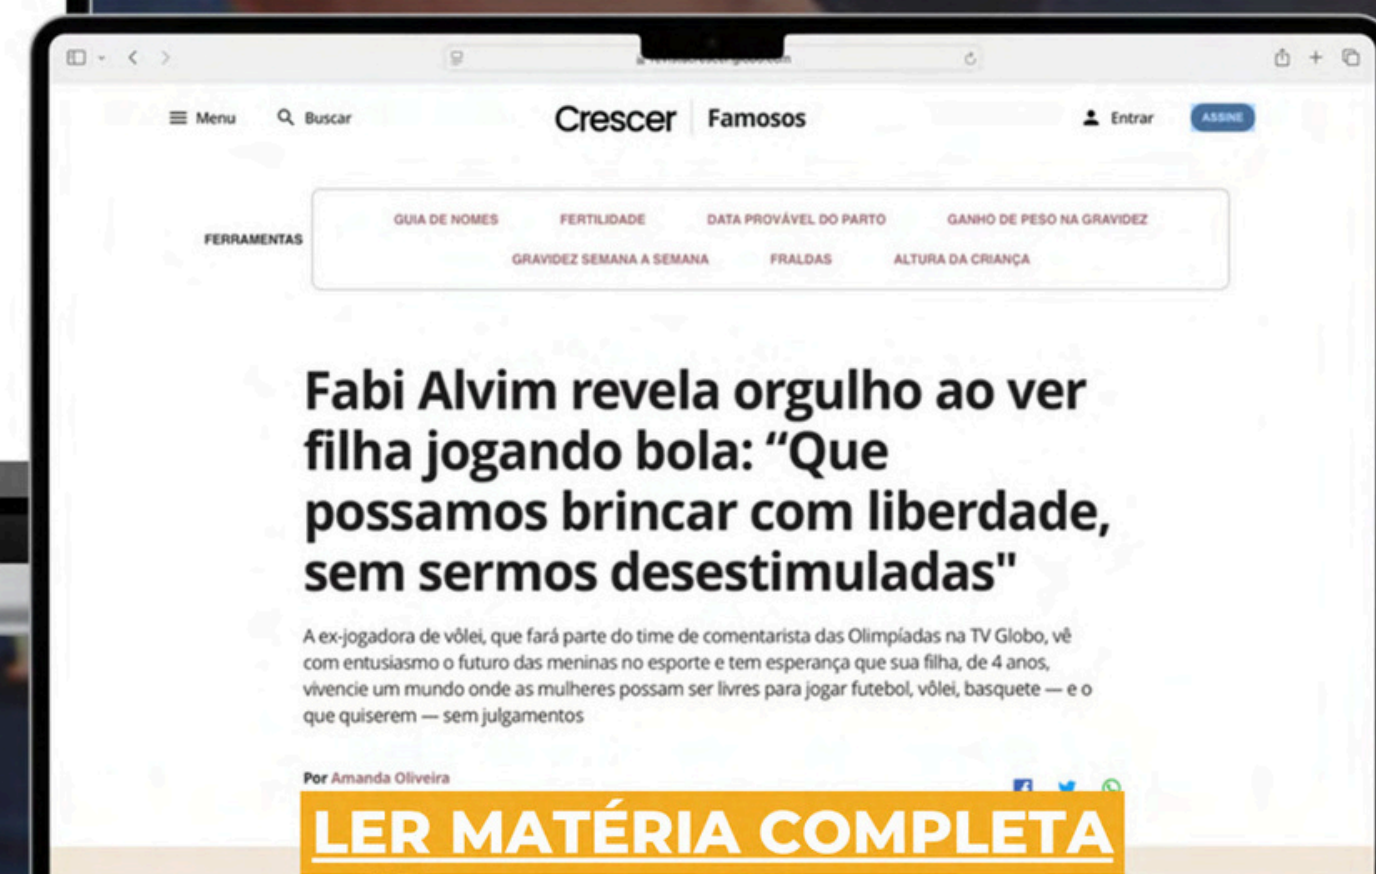 Menu
Buscar
Crescer Famosos
Entrar
ASSINE
FERRAMENTAS
GUIA DE NOMES FERTILIDADE DATA PROVÁVEL DO PARTO GANHO DE PESO NA GRAVIDEZ
GRAVIDEZ SEMANA A SEMANA FRALDAS ALTURA DA CRIANÇA
Fabi Alvim revela orgulho ao ver
filha jogando bola: “Que
possamos brincar com liberdade,
sem sermos desestimuladas"
A ex-jogadora de vôlei, que fará parte do time de comentarista das Olimpíadas na TV Globo, vê
com entusiasmo o futuro das meninas no esporte e tem esperança que sua filha, de 4 anos,
vivencie um mundo onde as mulheres possam ser livres para jogar futebol, vôlei, basquete — e o
que quiserem — sem julgamentos
Por Amanda Oliveira
LER MATÉRIA COMPLETA